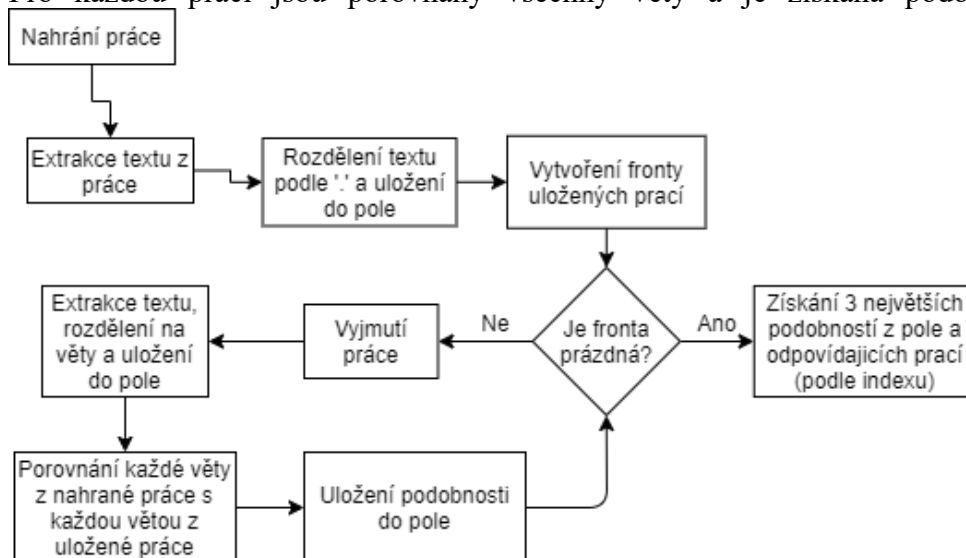 Nahrání práce
Extrakce textu z
práce
Rozdělení textu
podle '.' a uložení
do pole
Vytvoření fronty
uložených prací
Je fronta
prázdná?
Ano
Získání 3 největších
podobností z pole a
odpovídajicích prací
(podle indexu)
Ne
Vyjmutí
práce
Extrakce textu,
rozdělení na
věty a uložení
do pole
Porovnání každé věty
z nahrané práce s
každou větou z
uložené práce
Uložení podobnosti
do pole